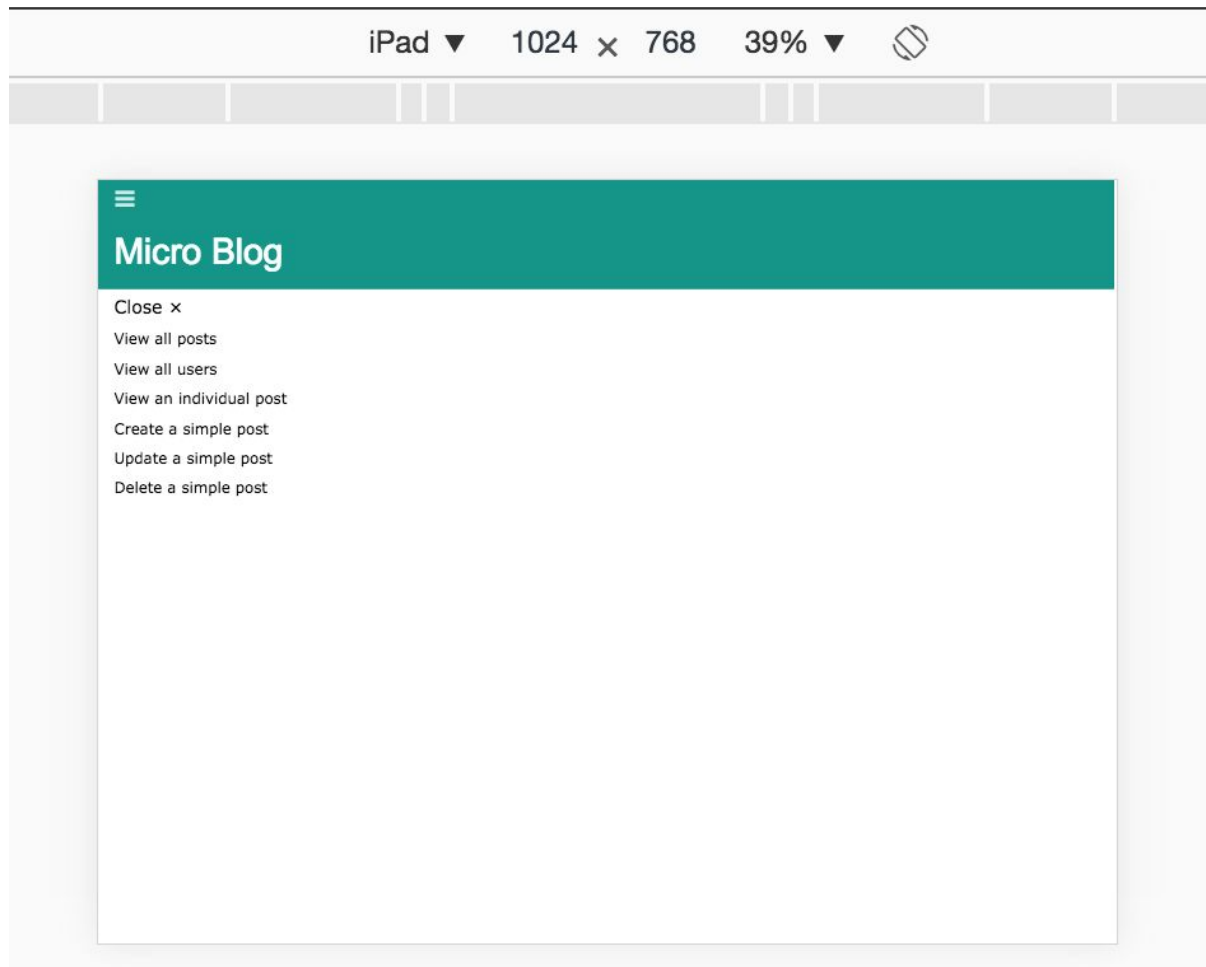 iPad ▼ 1024 × 768 39% ▼
Micro Blog
Close ×
View all posts
View all users
View an individual post
Create a simple post
Update a simple post
Delete a simple post